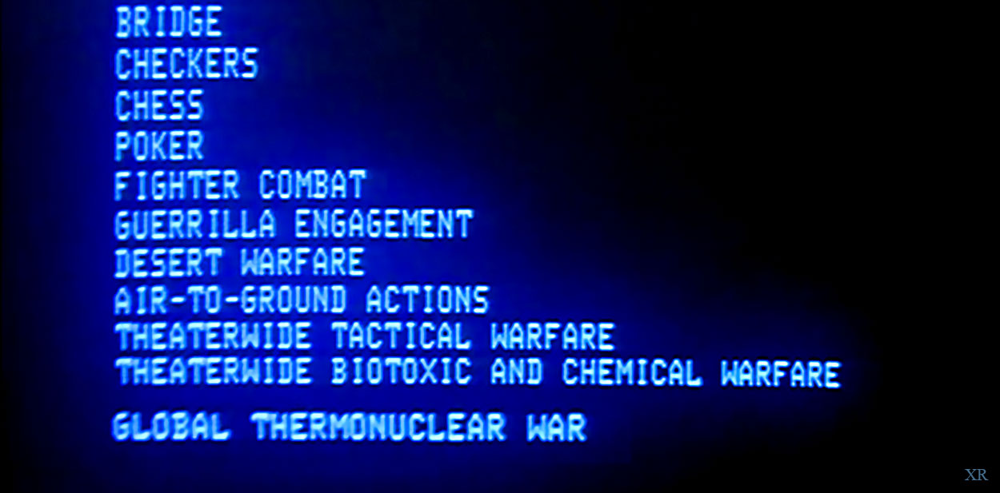 BRIDGE
CHECKERS
CHESS
POKER
FIGHTER COMBAT
GUERRILLA ENGAGEMENT
DESERT WARFARE
AIR-TO-GROUND ACTIONS
THEATERWIDE TACTICAL WARFARE
THEATERWIDE BIOTOXIC AND CHEMICAL WARFARE
GLOBAL THERMONUCLEAR WAR
XR